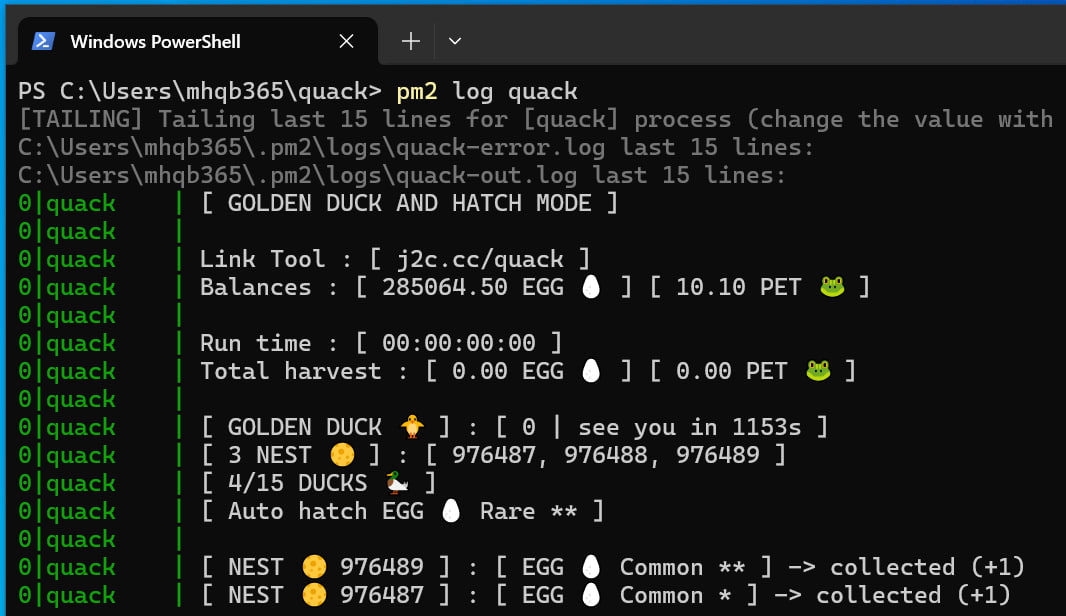 Windows PowerShell
PS C:\Users\mhqb365\quack> pm2 log quack
[TAILING] Tailing last 15 lines for [quack] process (change the value with
C:\Users\mhqb365\.pm2\logs\quack-error.log last 15 lines:
C:\Users\mhqb365\.pm2\logs\quack-out.log last 15 lines:
0|quack    | [ GOLDEN DUCK AND HATCH MODE ]
0|quack    |
0|quack    | Link Tool : [ j2c.cc/quack ]
0|quack    | Balances : [ 285064.50 EGG 🥚 ] [ 10.10 PET 🐸 ]
0|quack    |
0|quack    | Run time : [ 00:00:00:00 ]
0|quack    | Total harvest : [ 0.00 EGG 🥚 ] [ 0.00 PET 🐸 ]
0|quack    |
0|quack    | [ GOLDEN DUCK 🐥 ] : [ 0 | see you in 1153s ]
0|quack    | [ 3 NEST 🌕 ] : [ 976487, 976488, 976489 ]
0|quack    | [ 4/15 DUCKS 🦆 ]
0|quack    | [ Auto hatch EGG 🥚 Rare ** ]
0|quack    |
0|quack    | [ NEST 🌕 976489 ] : [ EGG 🥚 Common ** ] -> collected (+1)
0|quack    | [ NEST 🌕 976487 ] : [ EGG 🥚 Common * ] -> collected (+1)